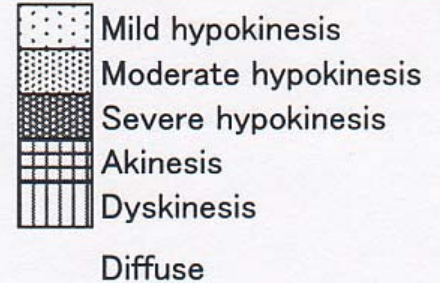 Mild hypokinesis
Moderate hypokinesis
Severe hypokinesis
Akinesis
Dyskinesis
Diffuse